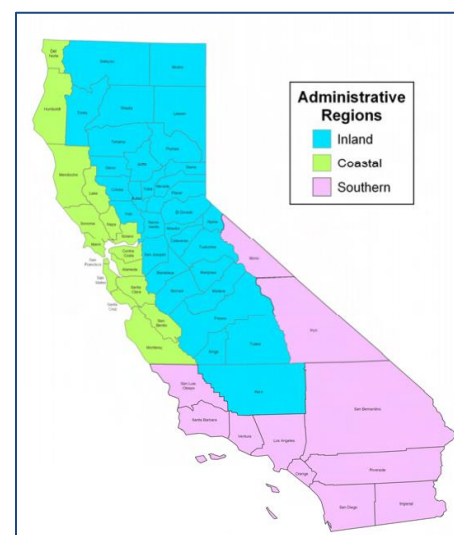 Administrative
Regions
Inland
Coastal
Southern
Del
Norte
Siskiyou
Modoc
Humboldt
Trinity
Shasta
Lassen
Tehama
Plumas
Mendocino
Glenn
Butte
Sierra
Lake
Colusa
Yuba
Nevada
Placer
Sutter
Yolo
El Dorado
Sonoma
Napa
Solano
Marin
Alpine
Amador
Calaveras
Tuolumne
San Joaquin
Contra
Costa
San
Francisco
Alameda
Mono
San
Mateo
Santa
Clara
Stanislaus
Mariposa
Merced
Madera
Santa
Cruz
San
Benito
Fresno
Monterey
Kings
Tulare
San Luis
Obispo
Kern
San Bernardino
Santa Barbara
Ventura
Los Angeles
Orange
Riverside
San Diego
Imperial